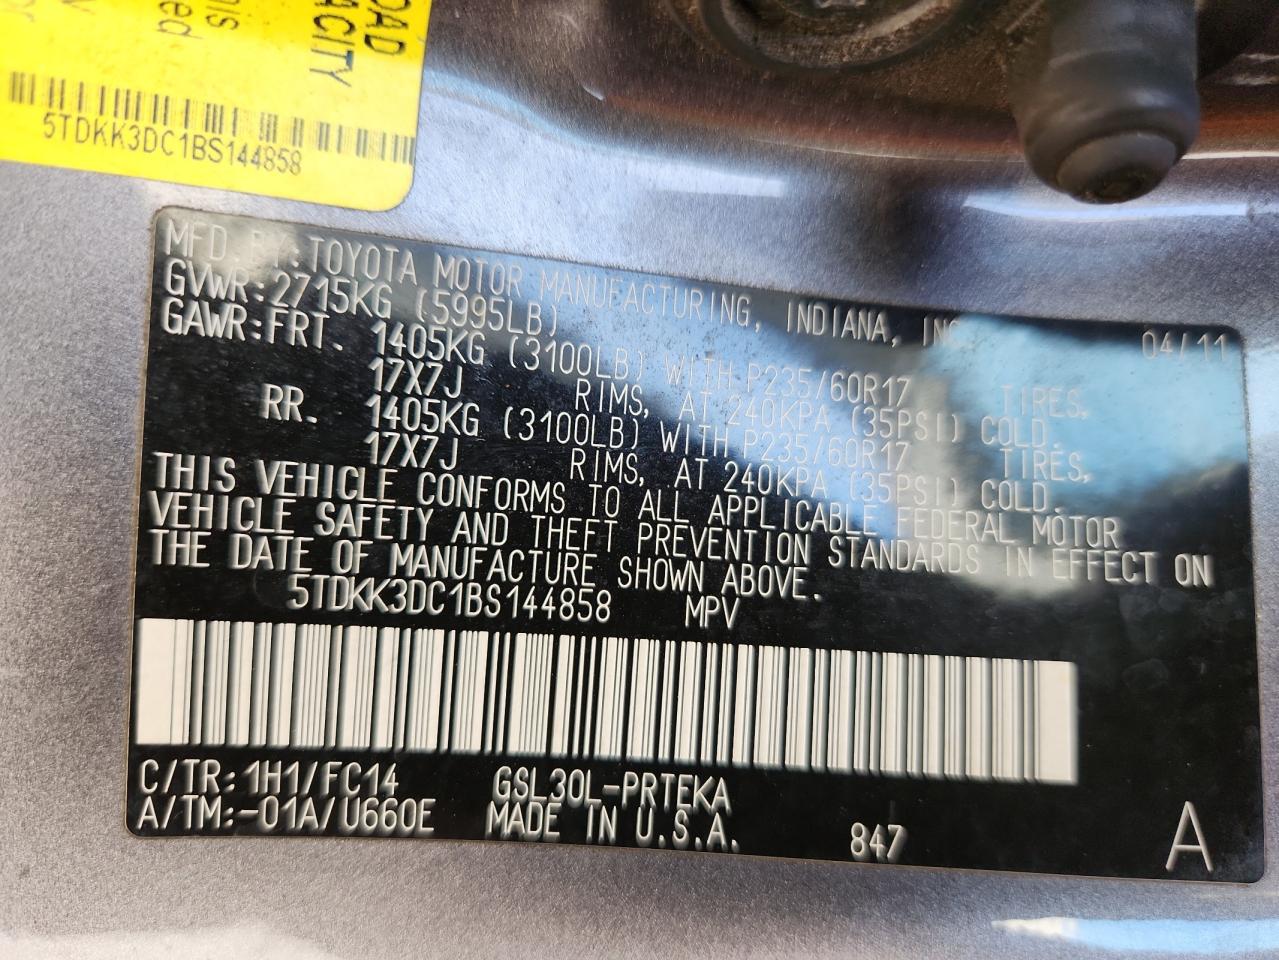 OAD
ACITY
nis
ed
5TDKK3DC1BS144858
MFD. BY: TOYOTA MOTOR MANUFACTURING, INDIANA, INC. 04/11
GVWR: 2715KG (5995LB)
GAWR: FRT. 1405KG (3100LB) WITH P235/60R17 TIRES,
17X7J RIMS, AT 240KPA (35PSI) COLD.
RR. 1405KG (3100LB) WITH P235/60R17 TIRES,
17X7J RIMS, AT 240KPA (35PSI) COLD.
THIS VEHICLE CONFORMS TO ALL APPLICABLE FEDERAL MOTOR
VEHICLE SAFETY AND THEFT PREVENTION STANDARDS IN EFFECT ON
THE DATE OF MANUFACTURE SHOWN ABOVE.
5TDKK3DC1BS144858 MPV
C/TR: 1H1/FC14 GSL30L-PRTEKA
A/TM: -01A/U660E MADE IN U.S.A. 847 A